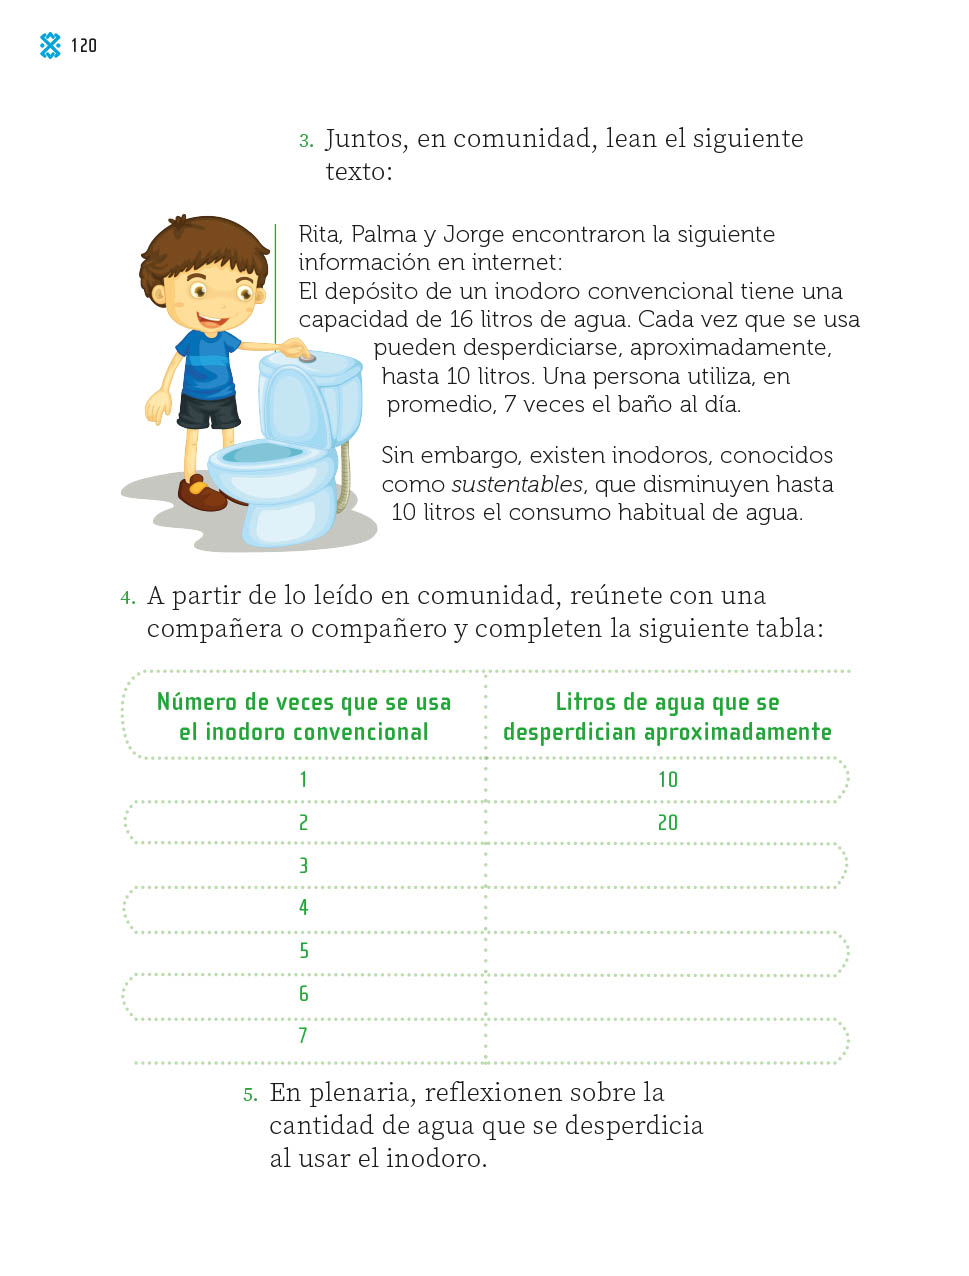 120
3. Juntos, en comunidad, lean el siguiente
texto:
Rita, Palma y Jorge encontraron la siguiente
información en internet:
El depósito de un inodoro convencional tiene una
capacidad de 16 litros de agua. Cada vez que se usa
pueden desperdiciarse, aproximadamente,
hasta 10 litros. Una persona utiliza, en
promedio, 7 veces el baño al día.
Sin embargo, existen inodoros, conocidos
como sustentables, que disminuyen hasta
10 litros el consumo habitual de agua.
4. A partir de lo leído en comunidad, reúnete con una
compañera o compañero y completen la siguiente tabla:
Número de veces que se usa
el inodoro convencional
Litros de agua que se
desperdician aproximadamente
1 10
2 20
3
4
5
6
7
5. En plenaria, reflexionen sobre la
cantidad de agua que se desperdicia
al usar el inodoro.